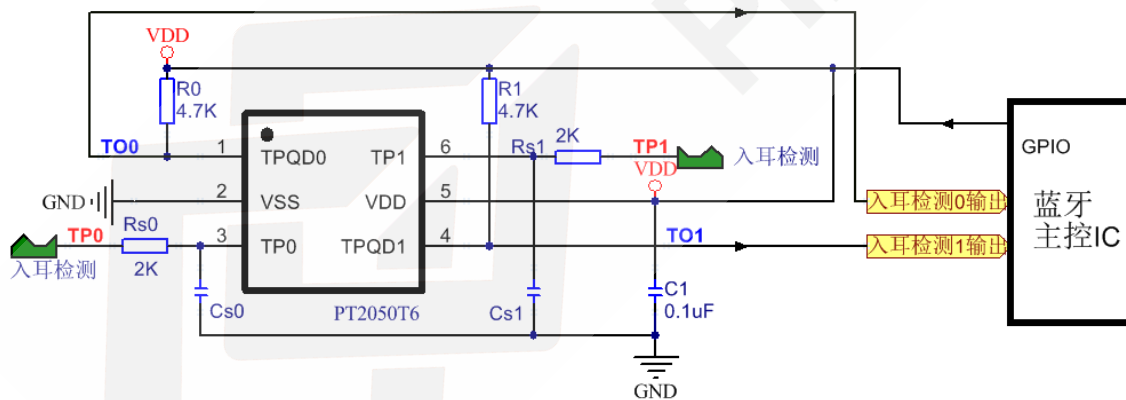 VDD
R0
4.7K
R1
4.7K
TO0
1
TPQD0
TP1
6
Rs1
2K
TP1
入耳检测
GPIO
GND
2
VSS
VDD
5
VDD
入耳检测0输出
蓝牙
主控IC
TP0
Rs0
2K
入耳检测
3
TP0
TPQD1
4
TO1
入耳检测1输出
Cs0
PT2050T6
Cs1
C1
0.1uF
GND